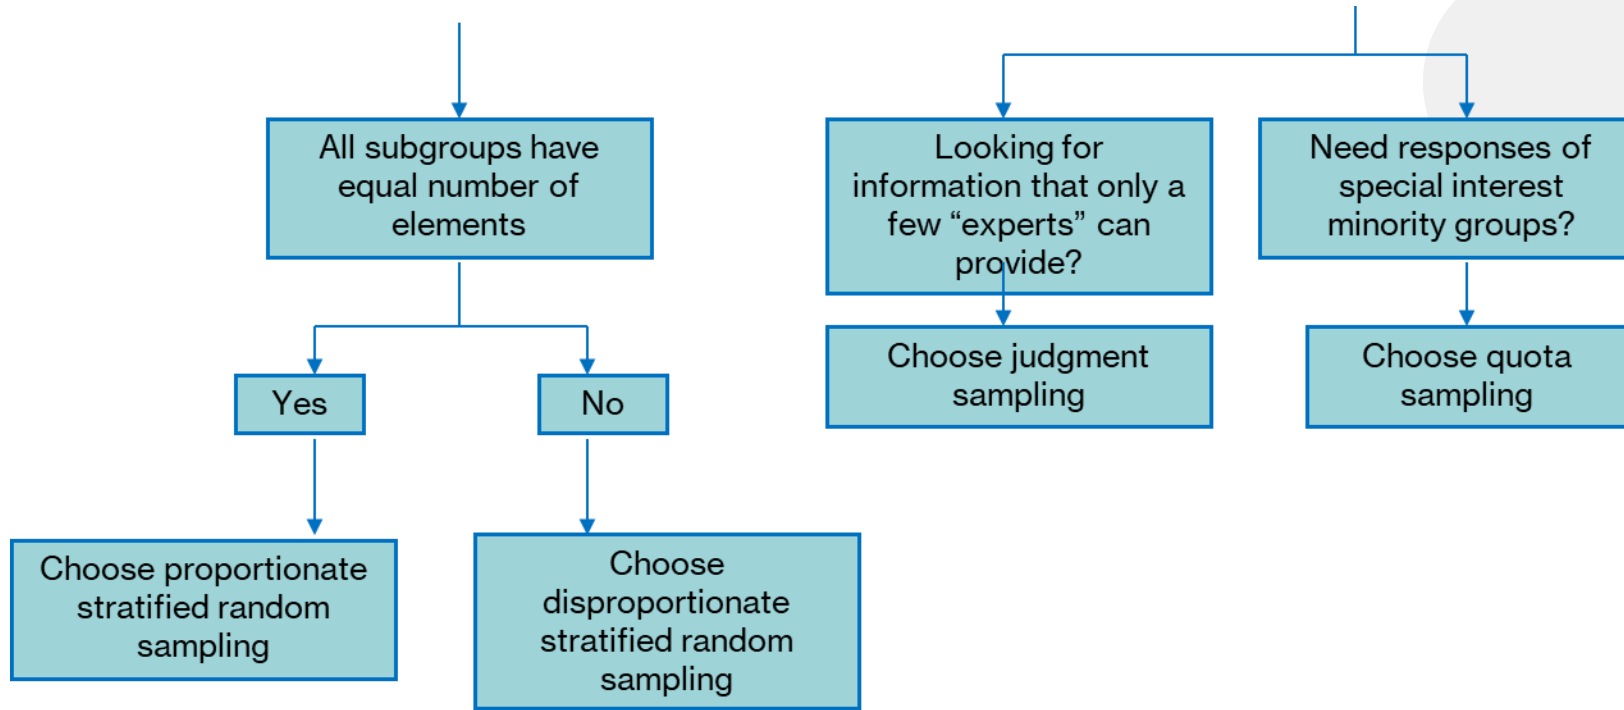 All subgroups have
equal number of
elements
Looking for
information that only a
few “experts” can
provide?
Need responses of
special interest
minority groups?
Choose judgment
sampling
Choose quota
sampling
Yes
No
Choose proportionate
stratified random
sampling
Choose
disproportionate
stratified random
sampling